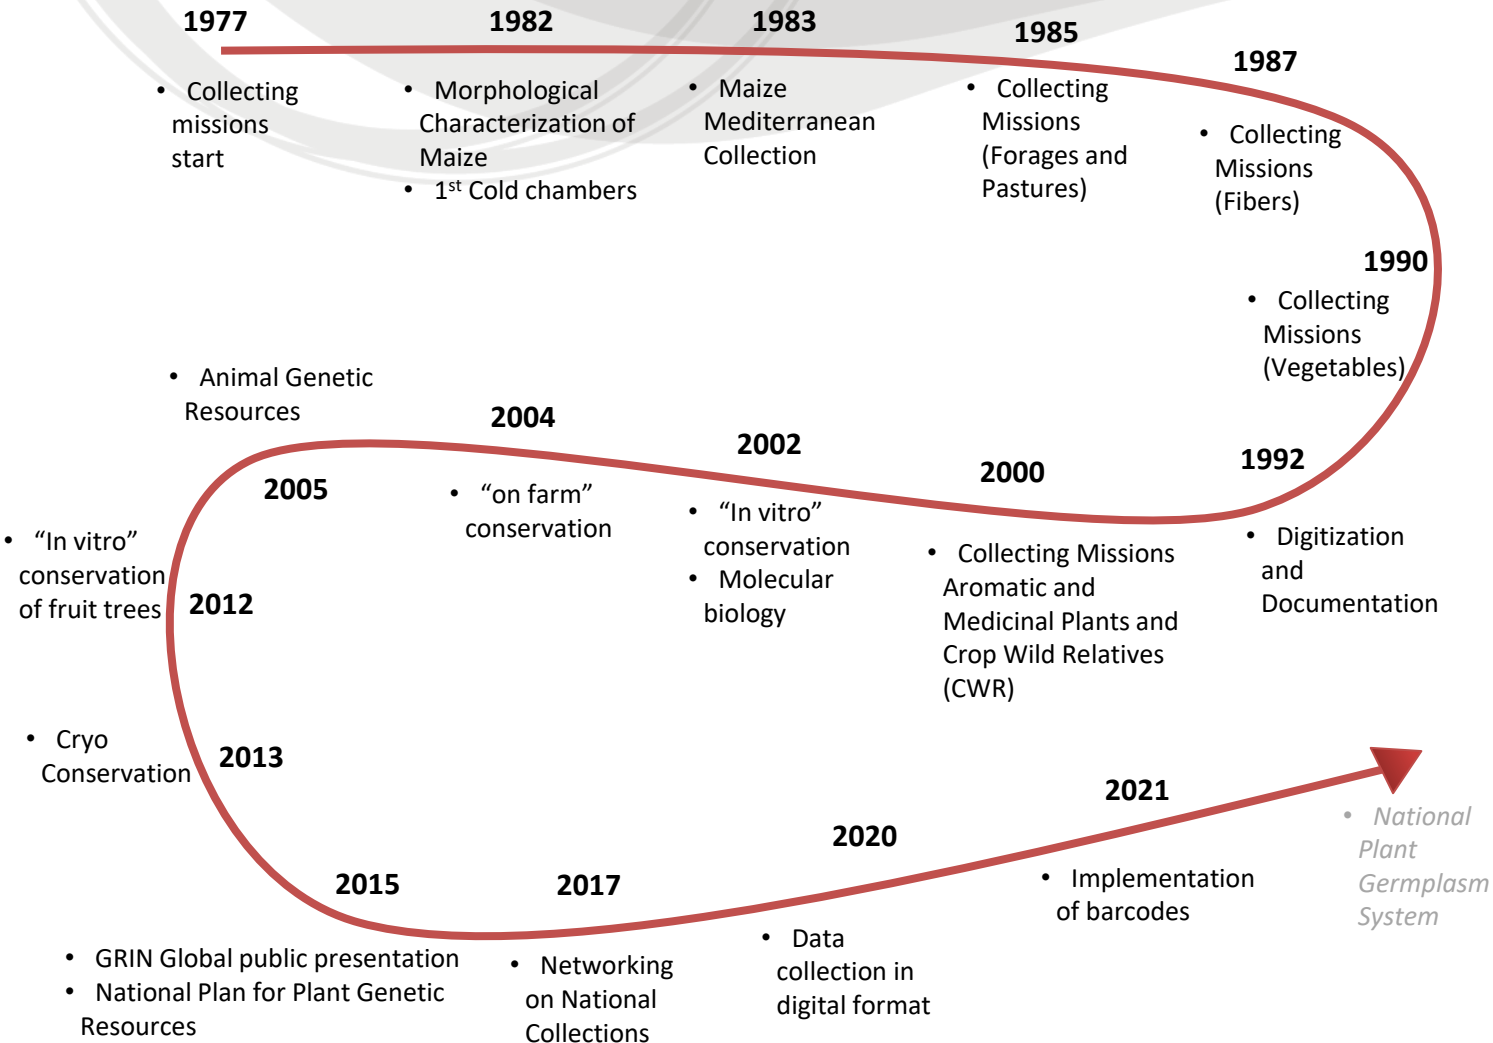 1977
• Collecting
missions
start
1982
• Morphological
Characterization of
Maize
• 1st Cold chambers
1983
• Maize
Mediterranean
Collection
1985
• Collecting
Missions
(Forages and
Pastures)
1987
• Collecting
Missions
(Fibers)
1990
• Collecting
Missions
(Vegetables)
1992
• Digitization
and
Documentation
2000
• Collecting Missions
Aromatic and
Medicinal Plants and
Crop Wild Relatives
(CWR)
2002
• “In vitro”
conservation
• Molecular
biology
2004
• “on farm”
conservation
2005
• Animal Genetic
Resources
2012
• “In vitro”
conservation
of fruit trees
2013
• Cryo
Conservation
2015
• GRIN Global public presentation
• National Plan for Plant Genetic
Resources
2017
• Networking
on National
Collections
2020
• Data
collection in
digital format
2021
• Implementation
of barcodes
• National
Plant
Germplasm
System